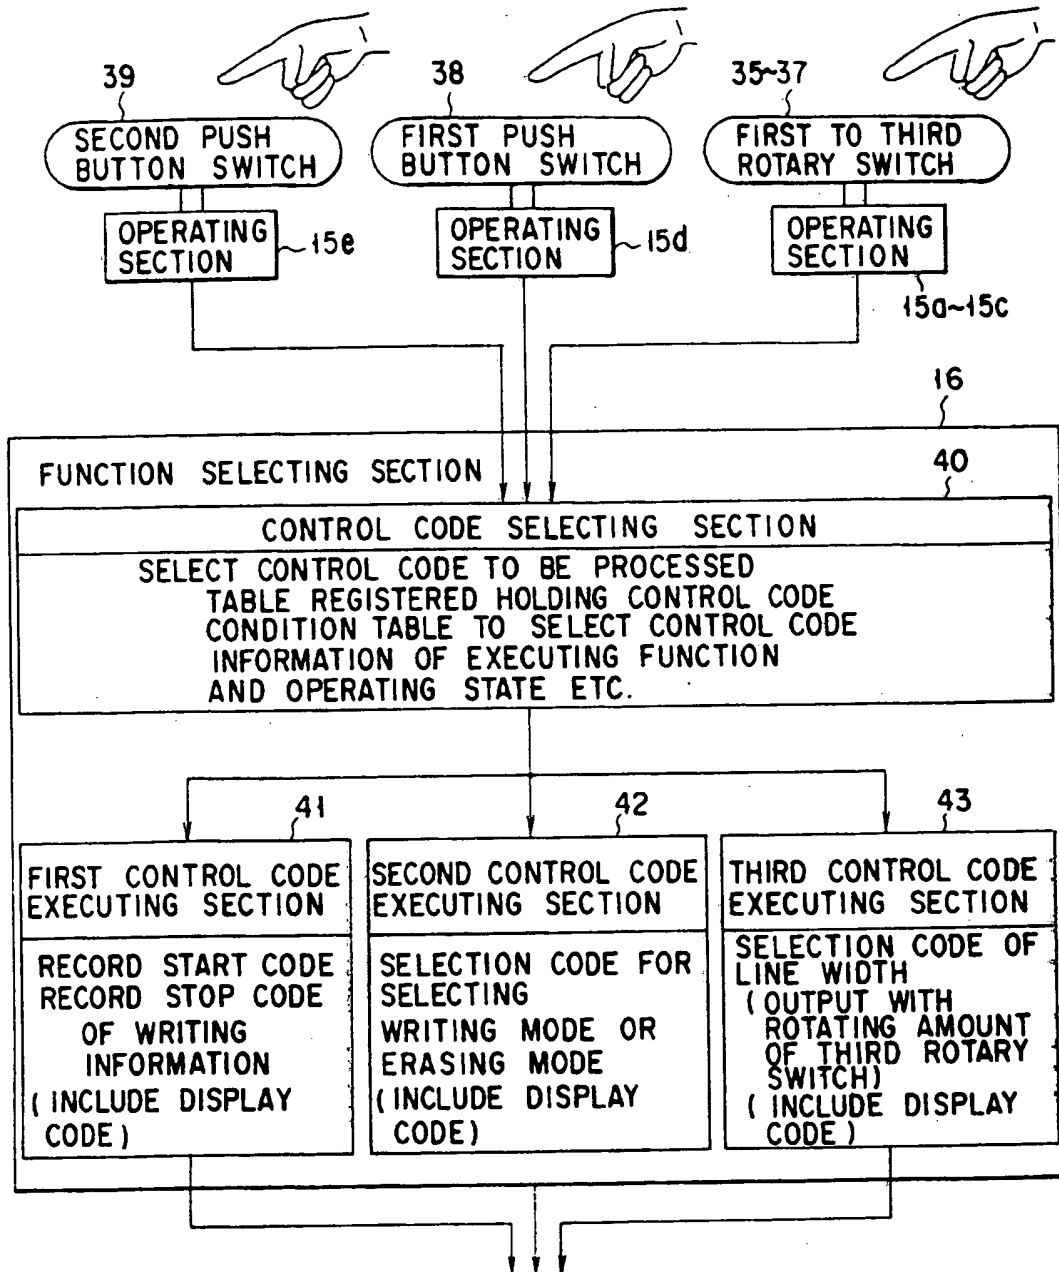 39
SECOND PUSH
BUTTON SWITCH
38
FIRST PUSH
BUTTON SWITCH
35~37
FIRST TO THIRD
ROTARY SWITCH
OPERATING
SECTION
15e
OPERATING
SECTION
15d
OPERATING
SECTION
15a~15c
16
FUNCTION SELECTING SECTION
40
CONTROL CODE SELECTING SECTION
SELECT CONTROL CODE TO BE PROCESSED
TABLE REGISTERED HOLDING CONTROL CODE
CONDITION TABLE TO SELECT CONTROL CODE
INFORMATION OF EXECUTING FUNCTION
AND OPERATING STATE ETC.
41
FIRST CONTROL CODE
EXECUTING SECTION
RECORD START CODE
RECORD STOP CODE
OF WRITING
INFORMATION
(INCLUDE DISPLAY
CODE)
42
SECOND CONTROL CODE
EXECUTING SECTION
SELECTION CODE FOR
SELECTING
WRITING MODE OR
ERASING MODE
(INCLUDE DISPLAY
CODE)
43
THIRD CONTROL CODE
EXECUTING SECTION
SELECTION CODE OF
LINE WIDTH
(OUTPUT WITH
ROTATING AMOUNT
OF THIRD ROTARY
SWITCH)
(INCLUDE DISPLAY
CODE)